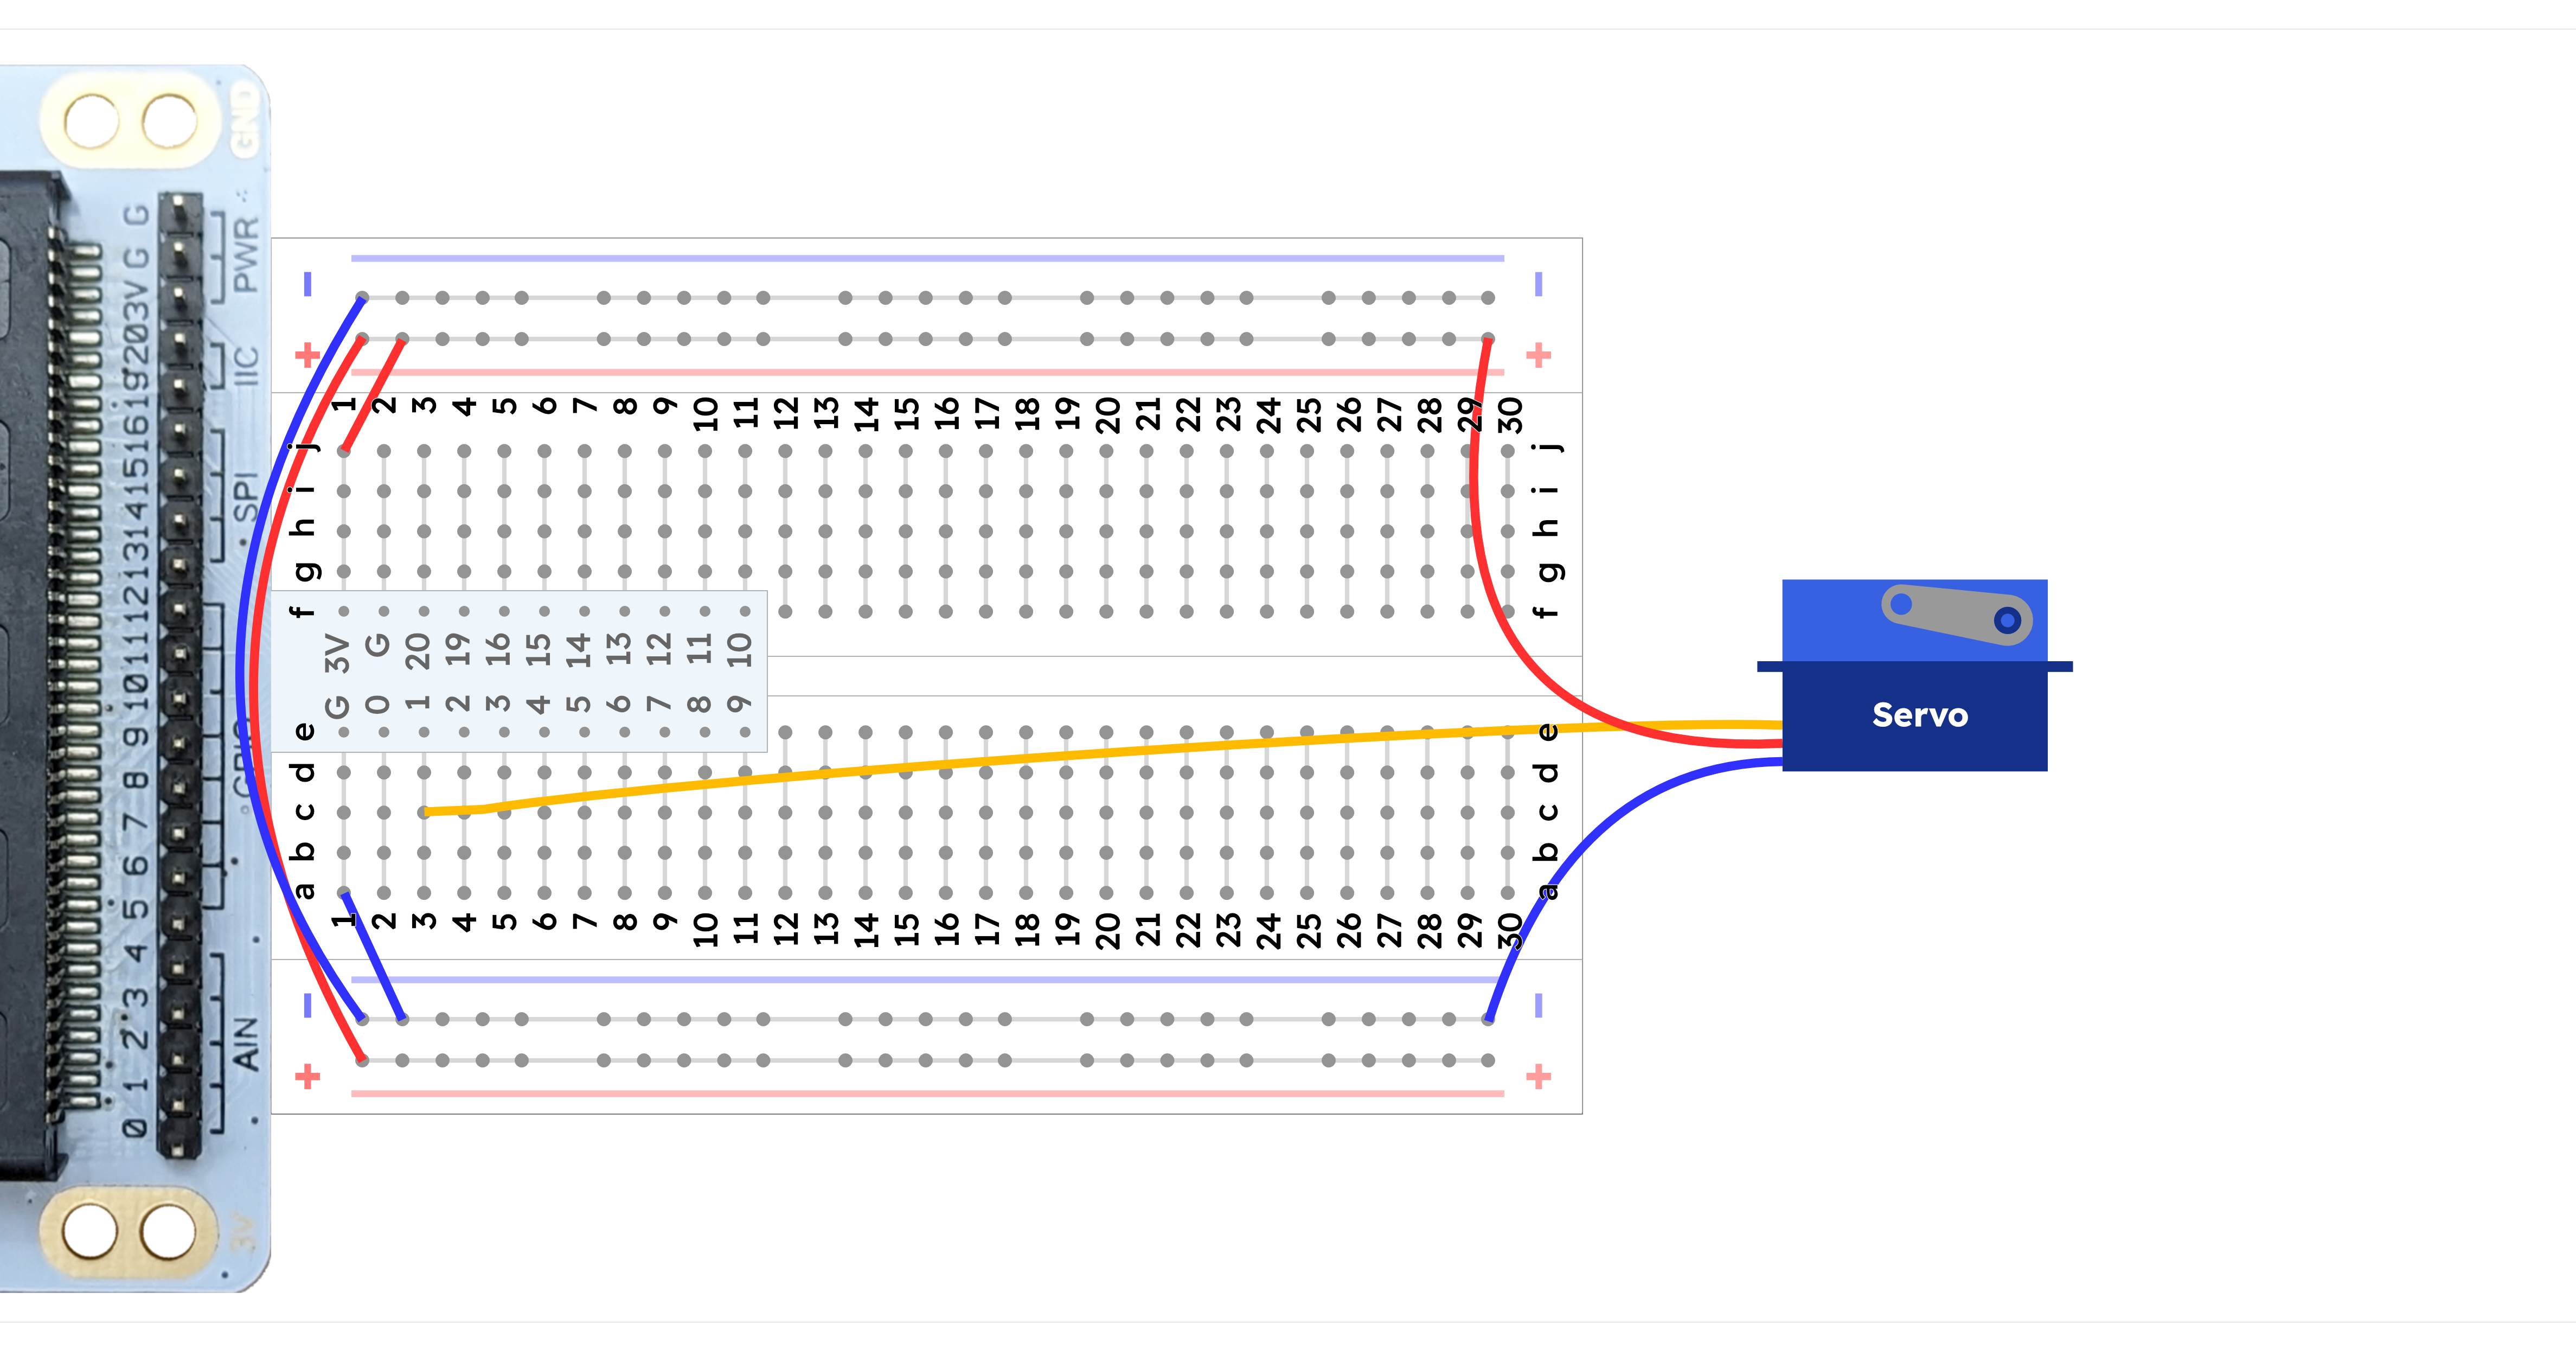 GND
G G 3V 20 19 16 15 14 13 12 11 10 9 8 7 6 5 4 3 2 1 0
PWR
IIC
SPI
AIN
3V
− −
+ +
1 2 3 4 5 6 7 8 9 10 11 12 13 14 15 16 17 18 19 20 21 22 23 24 25 26 27 28 29 30
j j
i i
h h
g g
f f
3V G 20 19 16 15 14 13 12 11 10
G 0 1 2 3 4 5 6 7 8 9
e e
d d
c c
b b
a a
1 2 3 4 5 6 7 8 9 10 11 12 13 14 15 16 17 18 19 20 21 22 23 24 25 26 27 28 29 30
− −
+ +
Servo